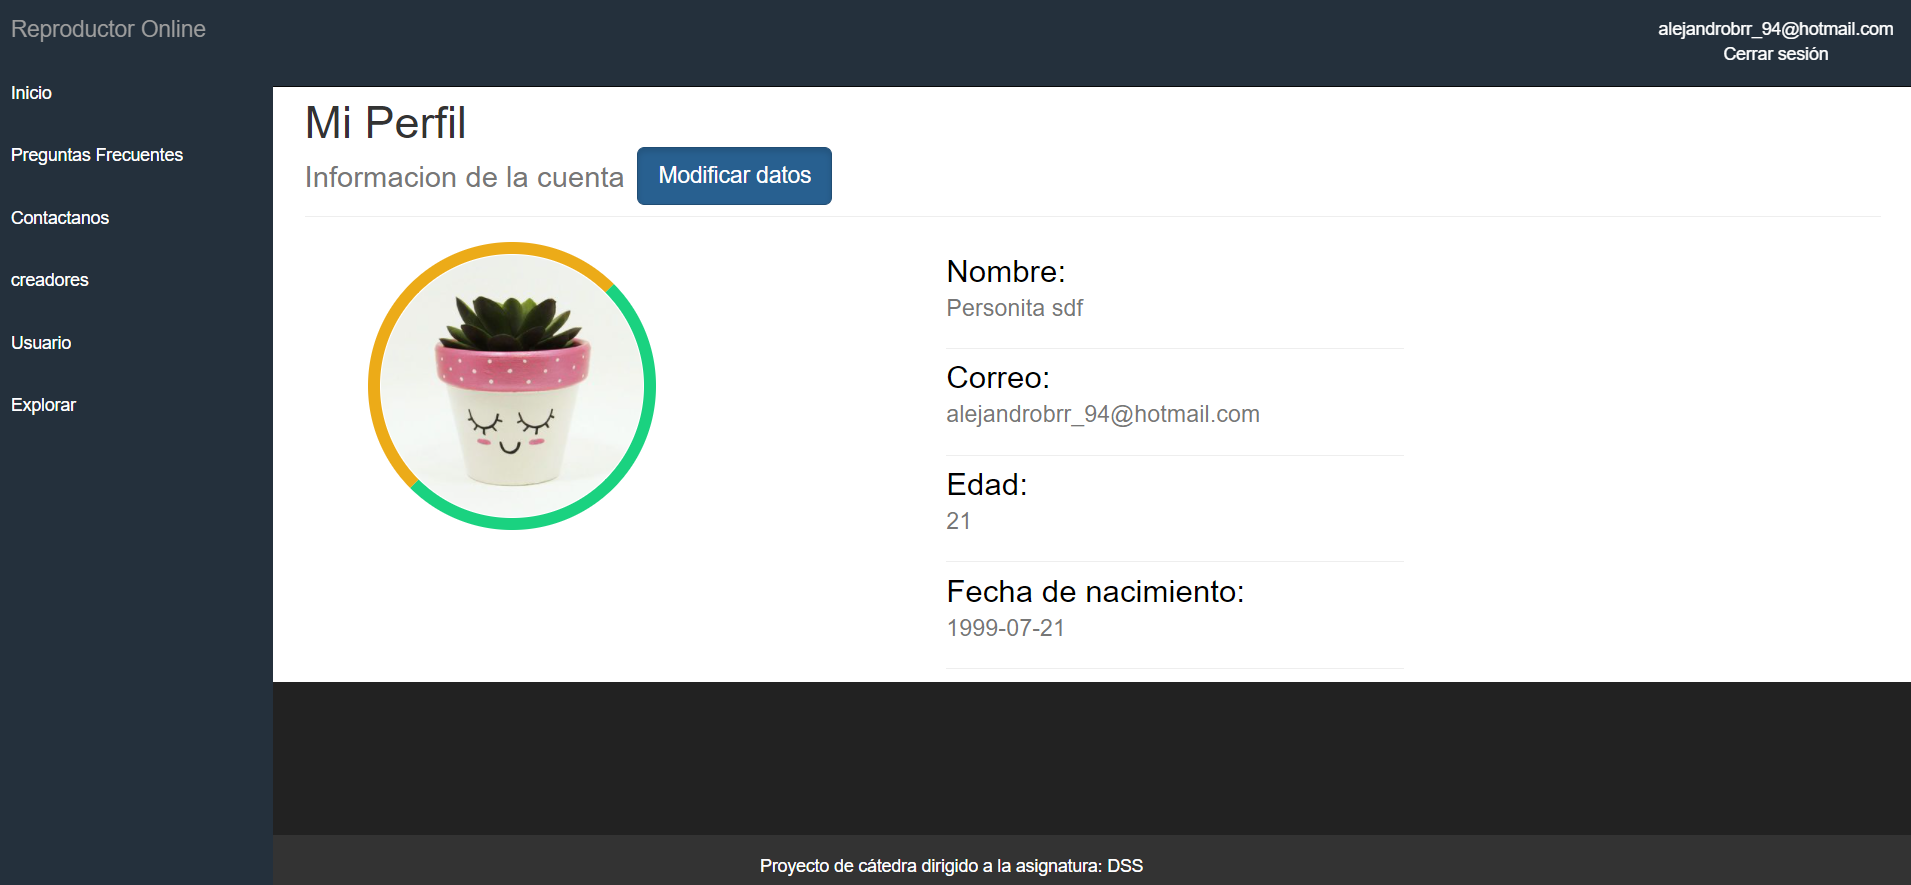 Reproductor Online
alejandrobrr_94@hotmail.com
Cerrar sesión
Inicio
Preguntas Frecuentes
Contactanos
creadores
Usuario
Explorar
Mi Perfil
Informacion de la cuenta
Modificar datos
Nombre:
Personita sdf
Correo:
alejandrobrr_94@hotmail.com
Edad:
21
Fecha de nacimiento:
1999-07-21
Proyecto de cátedra dirigido a la asignatura: DSS